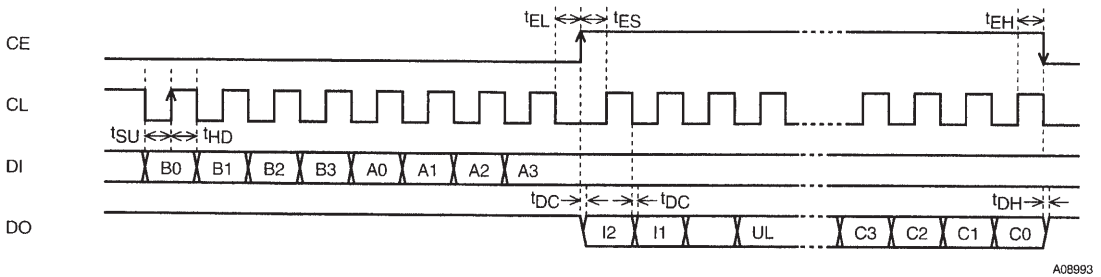 tEL tES tEH
CE
CL
tSU tHD
DI B0 B1 B2 B3 A0 A1 A2 A3
tDC tDC tDH
DO I2 I1 UL C3 C2 C1 C0
A08993